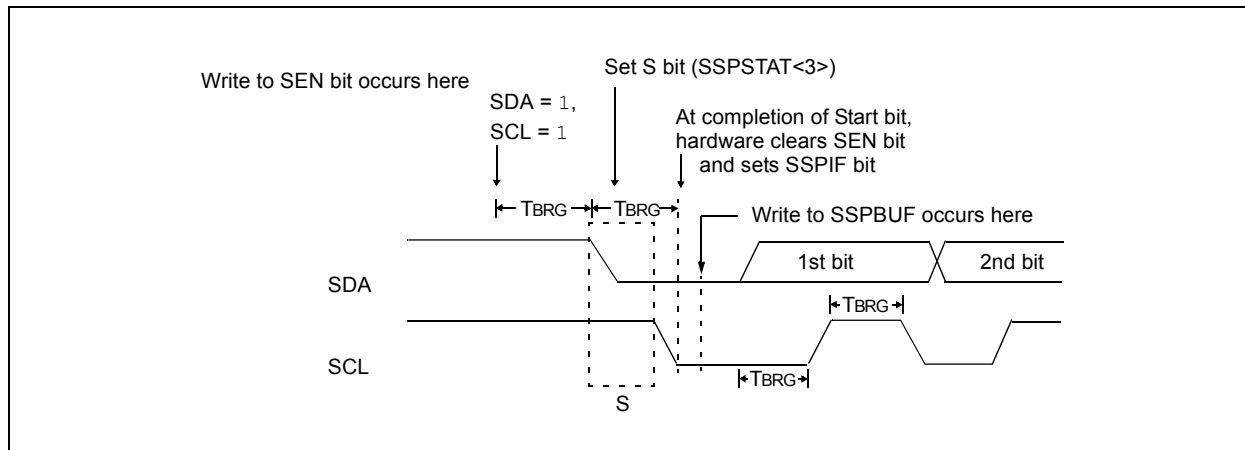 Set S bit (SSPSTAT<3>)
Write to SEN bit occurs here
SDA = 1,
SCL = 1
At completion of Start bit,
hardware clears SEN bit
and sets SSPIF bit
TBRG
TBRG
Write to SSPBUF occurs here
1st bit
2nd bit
SDA
TBRG
SCL
TBRG
S